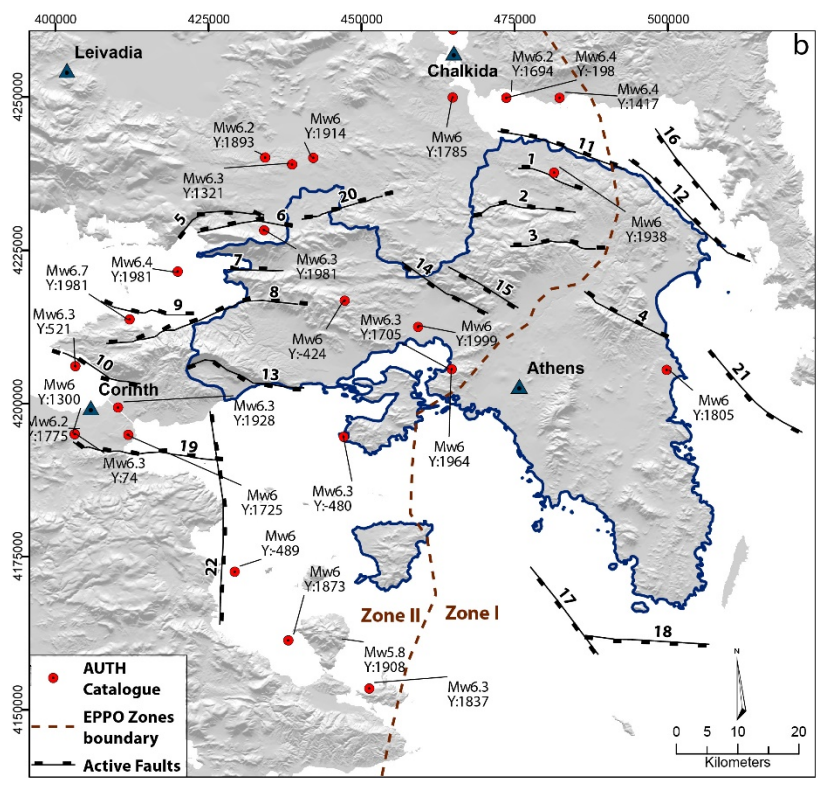 400000
425000
450000
475000
500000
b
Leivadia
Chalkida
Mw6.2
Y:1694
Mw6.4
Y:-198
Mw6.4
Y:1417
4250000
Mw6.2
Y:1893
Mw6
Y:1914
Mw6
Y:1785
Mw6.3
Y:1321
11
16
1
12
20
2
5
6
3
Mw6
Y:1938
4225000
Mw6.4
Y:1981
Mw6.3
Y:1981
7
14
15
Mw6.7
Y:1981
8
9
4
Mw6.3
Y:521
Mw6
Y:-424
Mw6.3
Y:1705
Mw6
Y:1999
21
10
13
Athens
Corinth
Mw6
Y:1300
4200000
Mw6.3
Y:1928
Mw6
Y:1805
Mw6.2
Y:1775
19
Mw6.3
Y:74
Mw6
Y:1964
Mw6
Y:1725
Mw6.3
Y:-480
4175000
22
Mw6
Y:-489
Mw6
Y:1873
17
Zone II
Zone I
18
Mw5.8
Y:1908
Mw6.3
Y:1837
4150000
AUTH
Catalogue
EPPO Zones
boundary
Active Faults
N
0 5 10 20
Kilometers